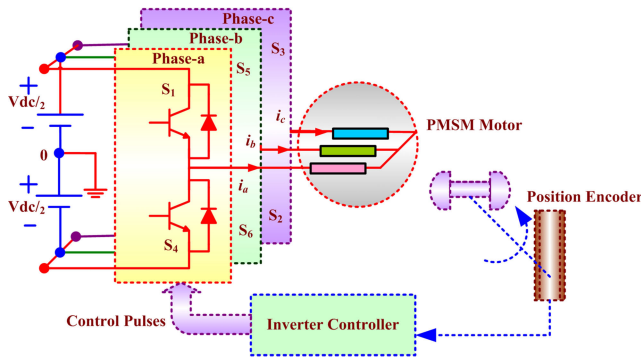 Phase-c
Phase-b
Phase-a
S3
S5
S1
+
Vdc/2
−
0
+
Vdc/2
−
ic
ib
ia
PMSM Motor
S2
S6
S4
Position Encoder
Control Pulses
Inverter Controller